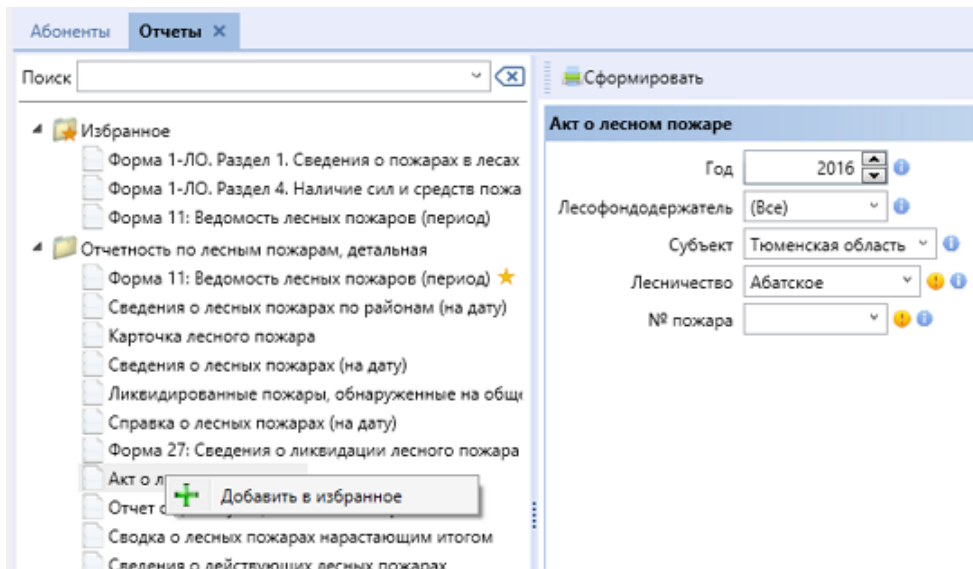 Абоненты Отчеты
Поиск
Избранное
Форма 1-ЛО. Раздел 1. Сведения о пожарах в лесах
Форма 1-ЛО. Раздел 4. Наличие сил и средств пожа
Форма 11: Ведомость лесных пожаров (период)
Отчетность по лесным пожарам, детальная
Форма 11: Ведомость лесных пожаров (период)
Сведения о лесных пожарах по районам (на дату)
Карточка лесного пожара
Сведения о лесных пожарах (на дату)
Ликвидированные пожары, обнаруженные на обще
Справка о лесных пожарах (на дату)
Форма 27: Сведения о ликвидации лесного пожара
Акт о л
Добавить в избранное
Отчет о
Сводка о лесных пожарах нарастающим итогом
Сведения о действующих лесных пожарах
Сформировать
Акт о лесном пожаре
Год 2016
Лесофондодержатель (Все)
Субъект Тюменская область
Лесничество Абатское
№ пожара